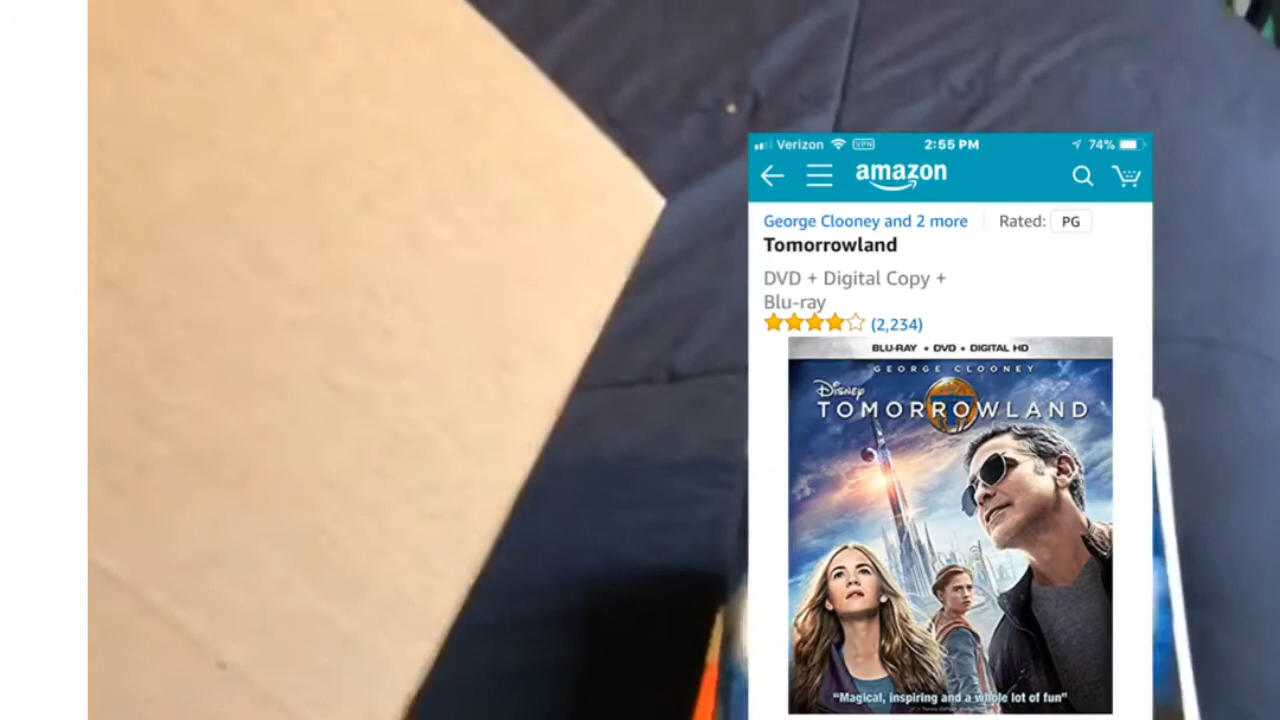 Verizon VPN 2:55 PM 74%
amazon
George Clooney and 2 more Rated: PG
Tomorrowland
DVD + Digital Copy +
Blu-ray
(2,234)
BLU-RAY + DVD + DIGITAL HD
GEORGE CLOONEY
Disney
TOMORROWLAND
"Magical, inspiring and a whole lot of fun"